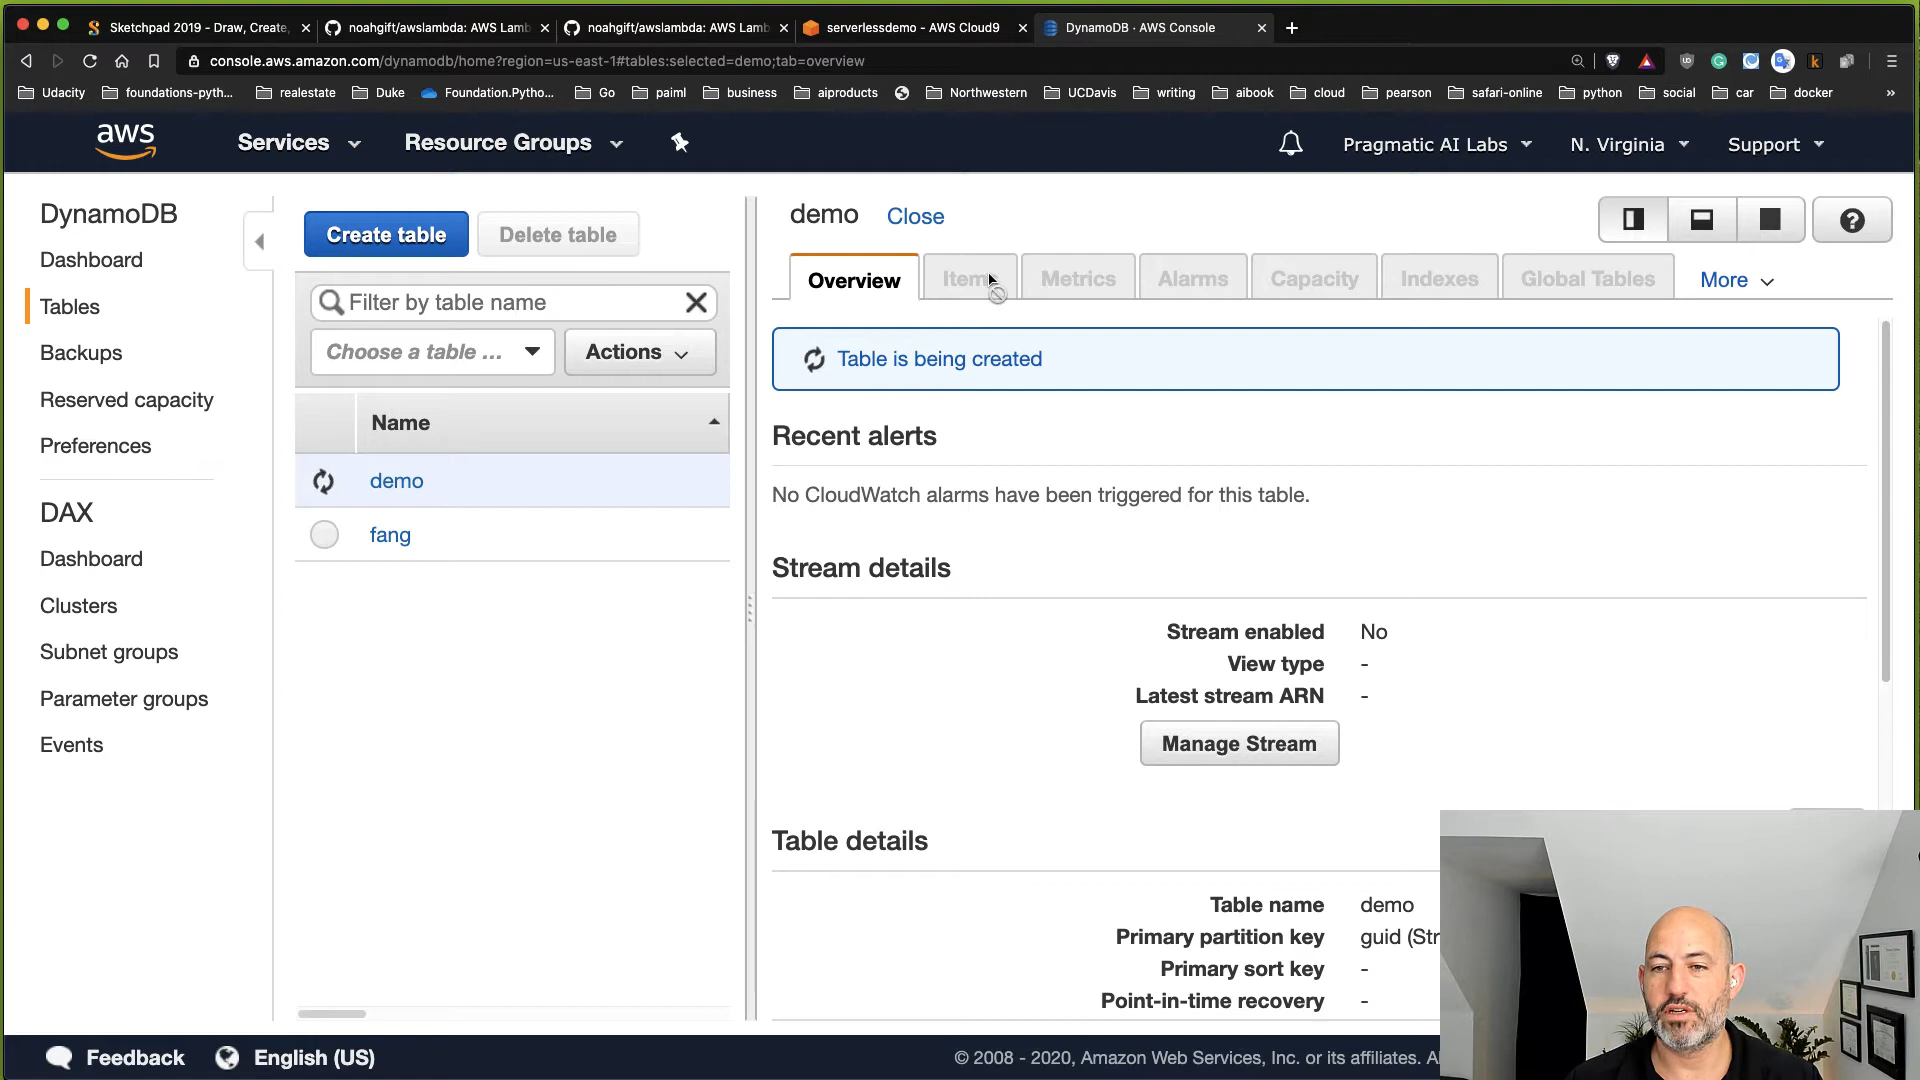 Sketchpad 2019 - Draw, Create,
noahgift/awslambda: AWS Lamb
noahgift/awslambda: AWS Lamb
serverlessdemo - AWS Cloud9
DynamoDB · AWS Console
console.aws.amazon.com/dynamodb/home?region=us-east-1#tables:selected=demo;tab=overview
Udacity
foundations-pyth...
realestate
Duke
Foundation.Pytho...
Go
paiml
business
aiproducts
Northwestern
UCDavis
writing
aibook
cloud
pearson
safari-online
python
social
car
docker
»
aws
Services
Resource Groups
Pragmatic AI Labs
N. Virginia
Support
DynamoDB
Dashboard
Tables
Backups
Reserved capacity
Preferences
DAX
Dashboard
Clusters
Subnet groups
Parameter groups
Events
Create table
Delete table
Filter by table name
Choose a table ...
Actions
Name
demo
fang
demo
Close
Overview
Metrics
Alarms
Capacity
Indexes
Global Tables
More
Table is being created
Recent alerts
No CloudWatch alarms have been triggered for this table.
Stream details
Stream enabled No
View type -
Latest stream ARN -
Manage Stream
Table details
Table name demo
Primary partition key guid (Str
Primary sort key -
Point-in-time recovery -
Feedback
English (US)
© 2008 - 2020, Amazon Web Services, Inc. or its affiliates.